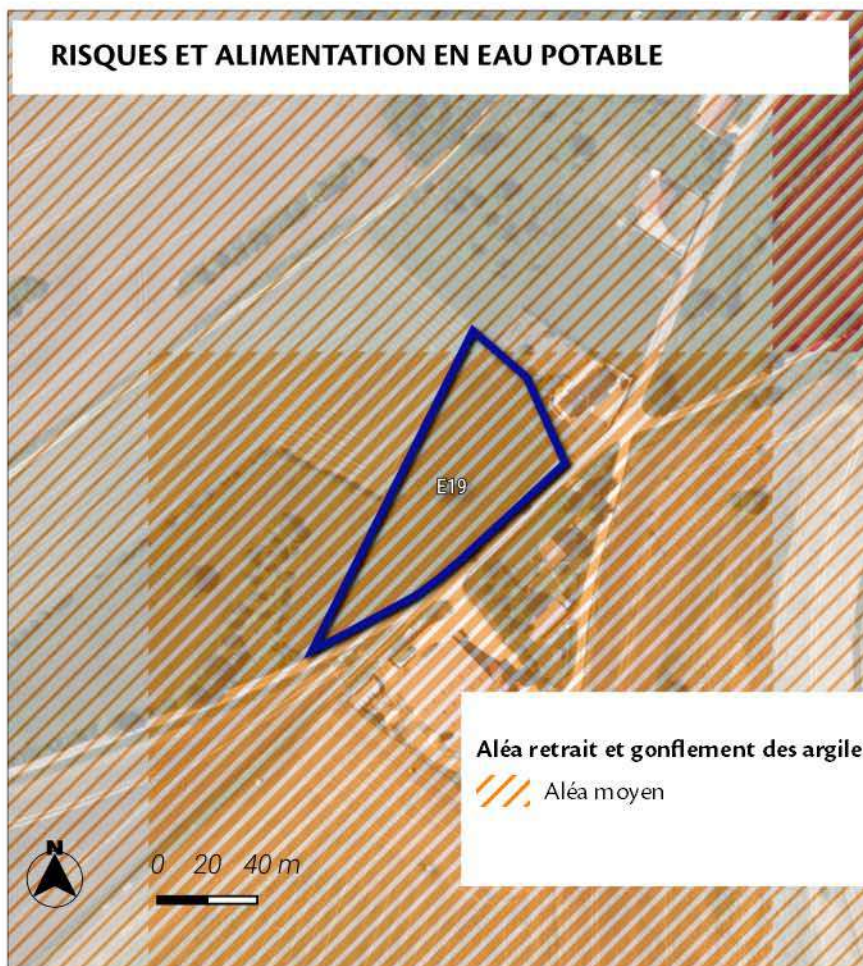 RISQUES ET ALIMENTATION EN EAU POTABLE
E19
Aléa retrait et gonflement des argile
Aléa moyen
N
0 20 40 m